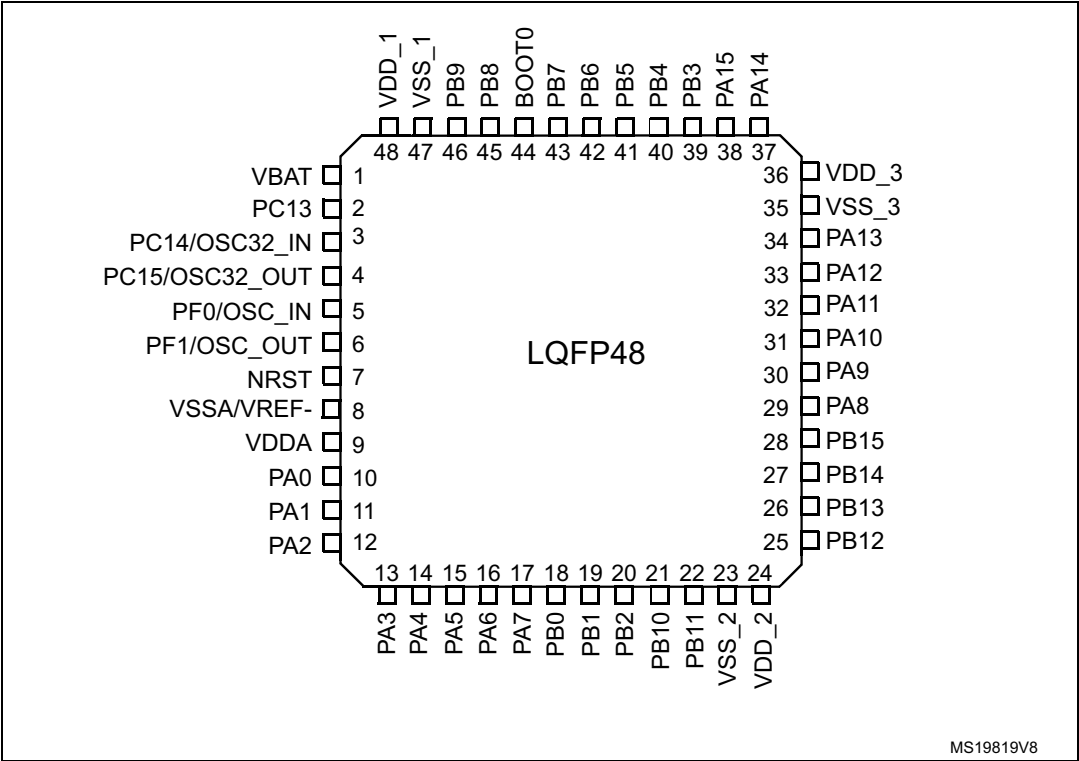 VDD_1
VSS_1
PB9
PB8
BOOT0
PB7
PB6
PB5
PB4
PB3
PA15
PA14
48 47 46 45 44 43 42 41 40 39 38 37
VBAT 1
PC13 2
PC14/OSC32_IN 3
PC15/OSC32_OUT 4
PF0/OSC_IN 5
PF1/OSC_OUT 6
NRST 7
VSSA/VREF- 8
VDDA 9
PA0 10
PA1 11
PA2 12
LQFP48
36 VDD_3
35 VSS_3
34 PA13
33 PA12
32 PA11
31 PA10
30 PA9
29 PA8
28 PB15
27 PB14
26 PB13
25 PB12
13 14 15 16 17 18 19 20 21 22 23 24
PA3
PA4
PA5
PA6
PA7
PB0
PB1
PB2
PB10
PB11
VSS_2
VDD_2
MS19819V8